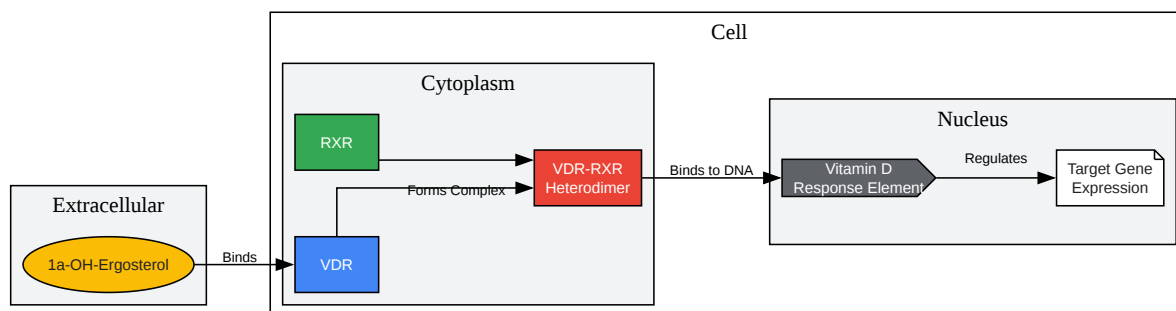 Cell
Cytoplasm
RXR
VDR-RXR
Heterodimer
Forms Complex
VDR
Extracellular
1a-OH-Ergosterol
Binds
Binds to DNA
Nucleus
Vitamin D
Response Element
Regulates
Target Gene
Expression